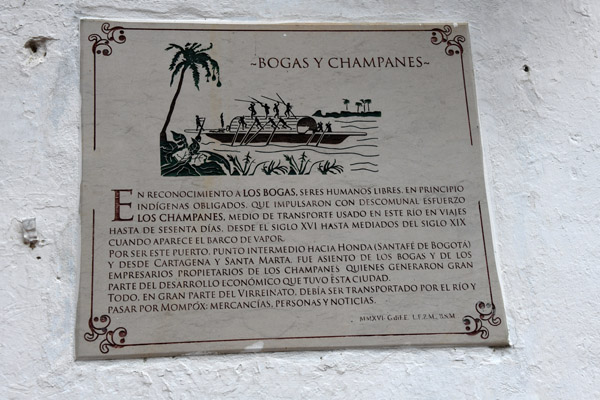 ~BOGAS Y CHAMPANES~
EN RECONOCIMIENTO A LOS BOGAS, SERES HUMANOS LIBRES, EN PRINCIPIO
INDÍGENAS OBLIGADOS, QUE IMPULSARON CON DESCOMUNAL ESFUERZO
LOS CHAMPANES, MEDIO DE TRANSPORTE USADO EN ESTE RÍO EN VIAJES
HASTA DE SESENTA DÍAS, DESDE EL SIGLO XVI HASTA MEDIADOS DEL SIGLO XIX
CUANDO APARECE EL BARCO DE VAPOR.
POR SER ESTE PUERTO, PUNTO INTERMEDIO HACIA HONDA (SANTAFÉ DE BOGOTÁ)
Y DESDE CARTAGENA Y SANTA MARTA, FUE ASIENTO DE LOS BOGAS Y DE LOS
EMPRESARIOS PROPIETARIOS DE LOS CHAMPANES QUIENES GENERARON GRAN
PARTE DEL DESARROLLO ECONÓMICO QUE TUVO ÉSTA CIUDAD.
TODO, EN GRAN PARTE DEL VIRREINATO, DEBÍA SER TRANSPORTADO POR EL RÍO Y
PASAR POR MOMPÓX: MERCANCÍAS, PERSONAS Y NOTICIAS.
MMXVI